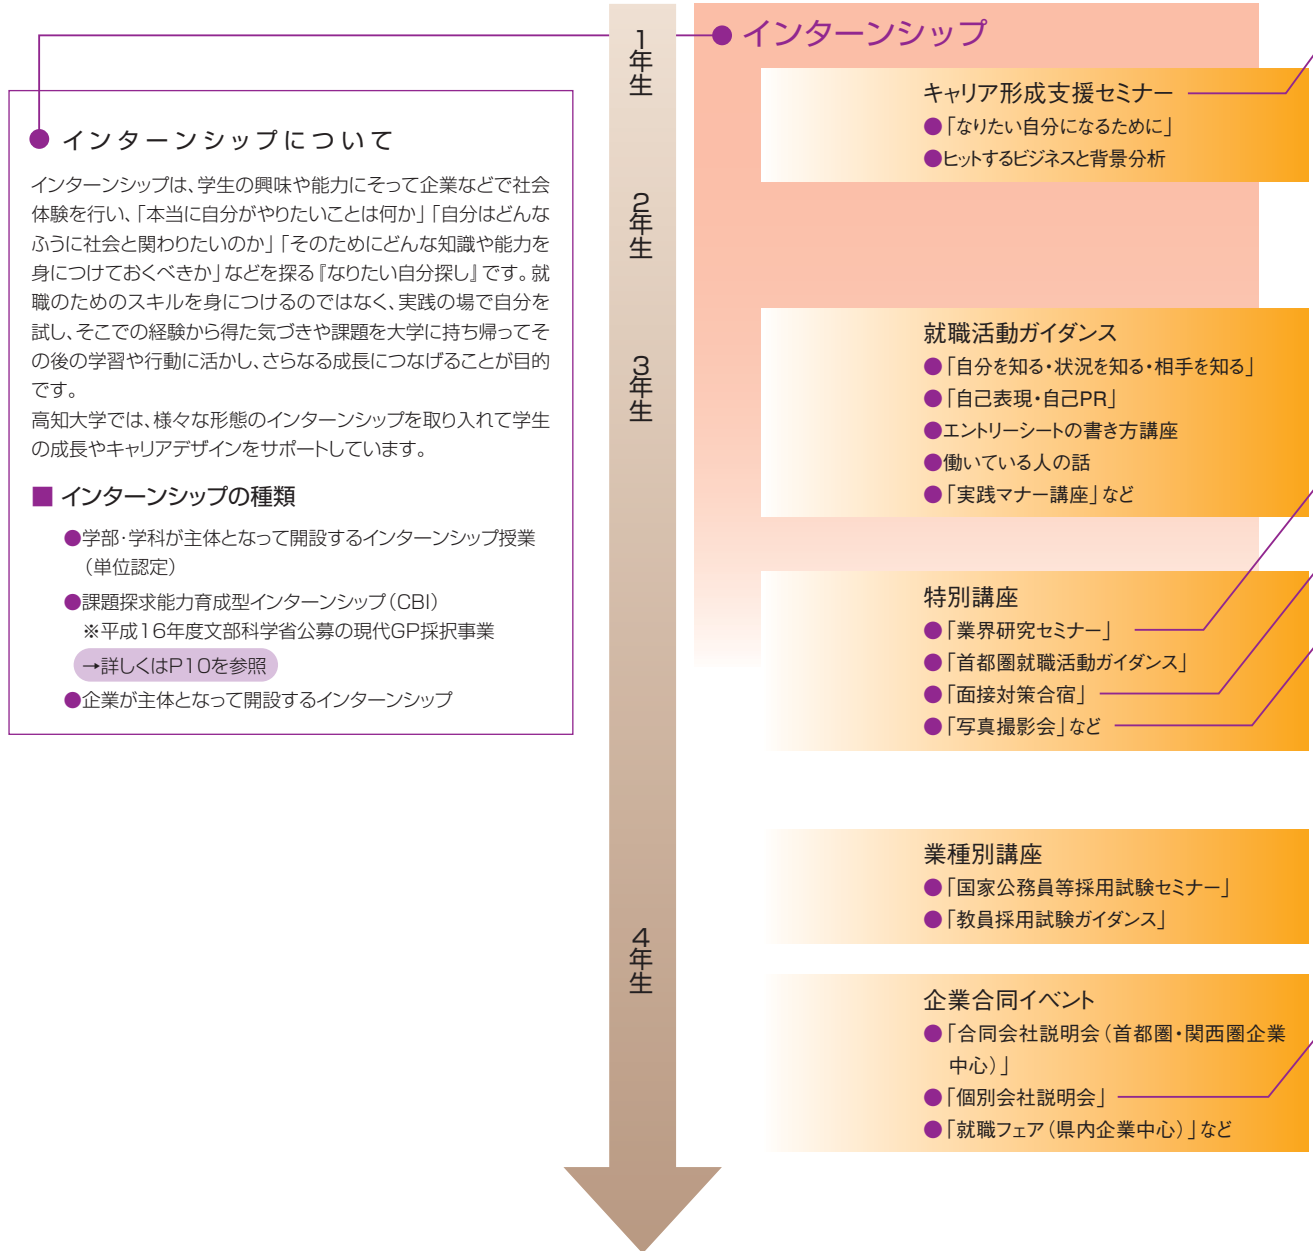 インターンシップについて
インターンシップは、学生の興味や能力にそって企業などで社会
体験を行い、「本当に自分がやりたいことは何か」「自分はどんな
ふうに社会と関わりたいのか」「そのためにどんな知識や能力を
身につけておくべきか」などを探る『なりたい自分探し』です。就
職のためのスキルを身につけるのではなく、実践の場で自分を
試し、そこでの経験から得た気づきや課題を大学に持ち帰ってそ
の後の学習や行動に活かし、さらなる成長につなげることが目的
です。
高知大学では、様々な形態のインターンシップを取り入れて学生
の成長やキャリアデザインをサポートしています。
■ インターンシップの種類
●学部・学科が主体となって開設するインターンシップ授業
（単位認定）
●課題探求能力育成型インターンシップ（CBI）
※平成16年度文部科学省公募の現代GP採択事業
→詳しくはP10を参照
●企業が主体となって開設するインターンシップ
1年生
2年生
3年生
4年生
● インターンシップ
キャリア形成支援セミナー
●「なりたい自分になるために」
●ヒットするビジネスと背景分析
就職活動ガイダンス
●「自分を知る・状況を知る・相手を知る」
●「自己表現・自己PR」
●エントリーシートの書き方講座
●働いている人の話
●「実践マナー講座」など
特別講座
●「業界研究セミナー」
●「首都圏就職活動ガイダンス」
●「面接対策合宿」
●「写真撮影会」など
業種別講座
●「国家公務員等採用試験セミナー」
●「教員採用試験ガイダンス」
企業合同イベント
●「合同会社説明会（首都圏・関西圏企業
中心）」
●「個別会社説明会」
●「就職フェア（県内企業中心）」など